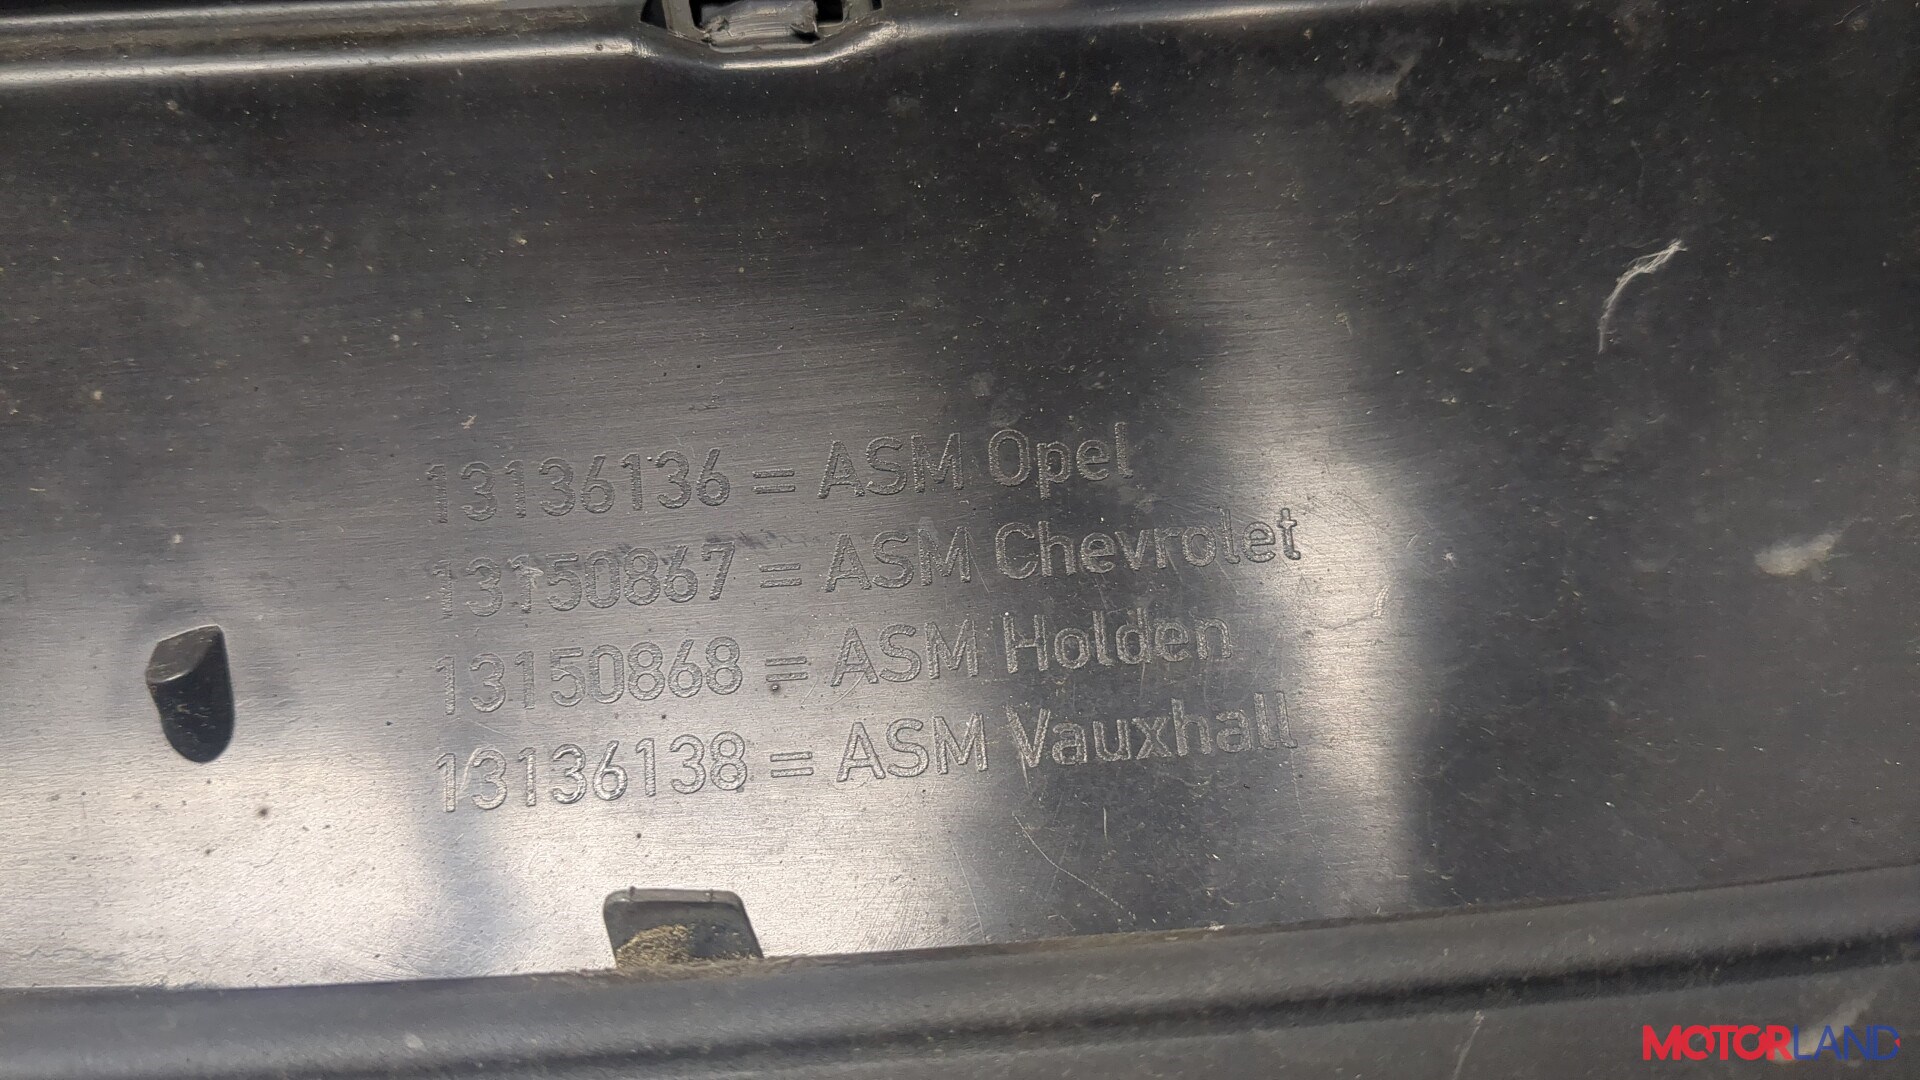 13136136 = ASM Opel
13150867 = ASM Chevrolet
13150868 = ASM Holden
13136138 = ASM Vauxhall
MOTORLAND